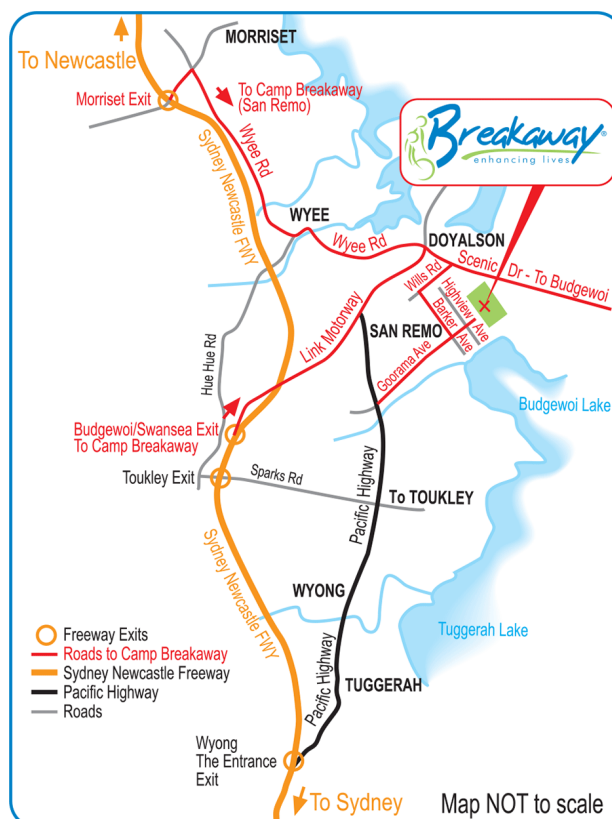 MORRISET
To Newcastle
Morriset Exit
To Camp Breakaway
(San Remo)
Breakaway®
enhancing lives
Sydney Newcastle FWY
Wyee Rd
WYEE
Wyee Rd
DOYALSON
Scenic Dr - To Budgewoi
Wills Rd
Highview Ave
Barker Ave
SAN REMO
Link Motorway
Goorama Ave
Hue Hue Rd
Budgewoi Lake
Budgewoi/Swansea Exit
To Camp Breakaway
Toukley Exit
Sparks Rd
To TOUKLEY
Pacific Highway
Sydney Newcastle FWY
WYONG
Tuggerah Lake
Pacific Highway
TUGGERAH
Freeway Exits
Roads to Camp Breakaway
Sydney Newcastle Freeway
Pacific Highway
Roads
Wyong
The Entrance
Exit
To Sydney
Map NOT to scale